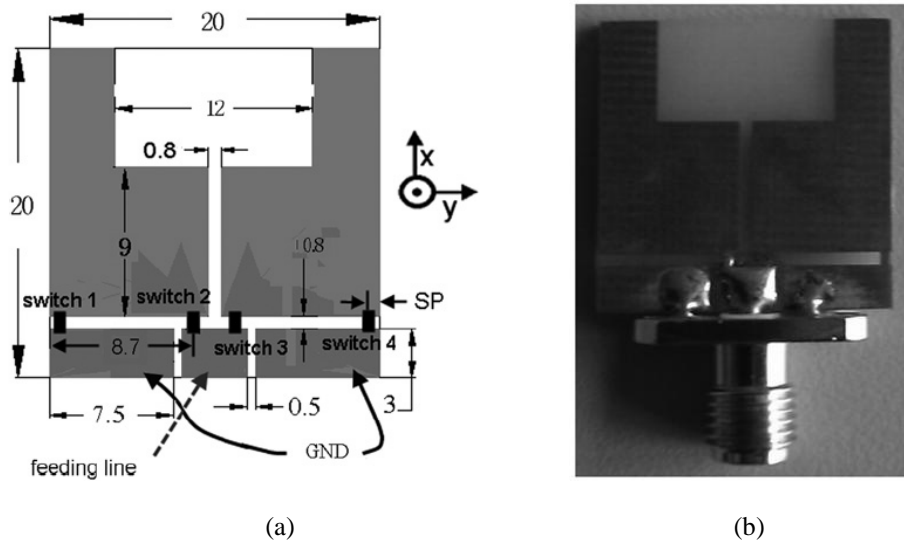 20
12
0.8
x
y
20
9
0.8
SP
switch 1
switch 2
switch 3
switch 4
8.7
7.5
0.5
3
GND
feeding line
(a)
(b)